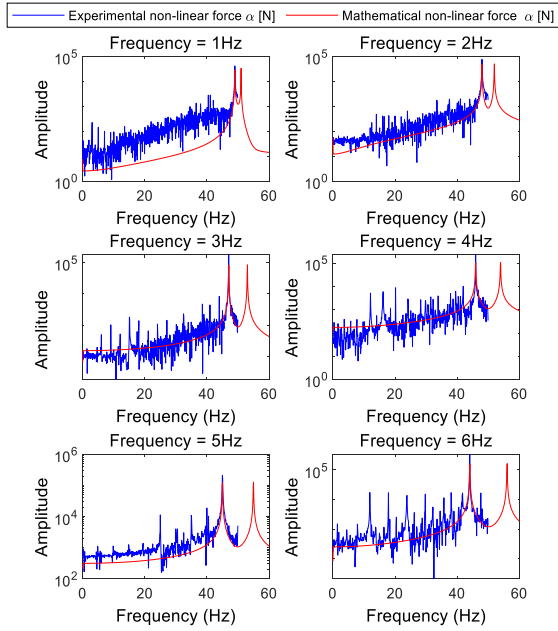 Experimental non-linear force α [N] Mathematical non-linear force α [N]
Frequency = 1Hz Frequency = 2Hz
10^5 10^5
Amplitude Amplitude
10^0 10^0
0 20 40 60 0 20 40 60
Frequency (Hz) Frequency (Hz)
Frequency = 3Hz Frequency = 4Hz
10^5 10^5
Amplitude Amplitude
10^0
0 20 40 60 0 20 40 60
Frequency (Hz) Frequency (Hz)
Frequency = 5Hz Frequency = 6Hz
10^6
10^5
Amplitude Amplitude
10^4
10^2
0 20 40 60 0 20 40 60
Frequency (Hz) Frequency (Hz)